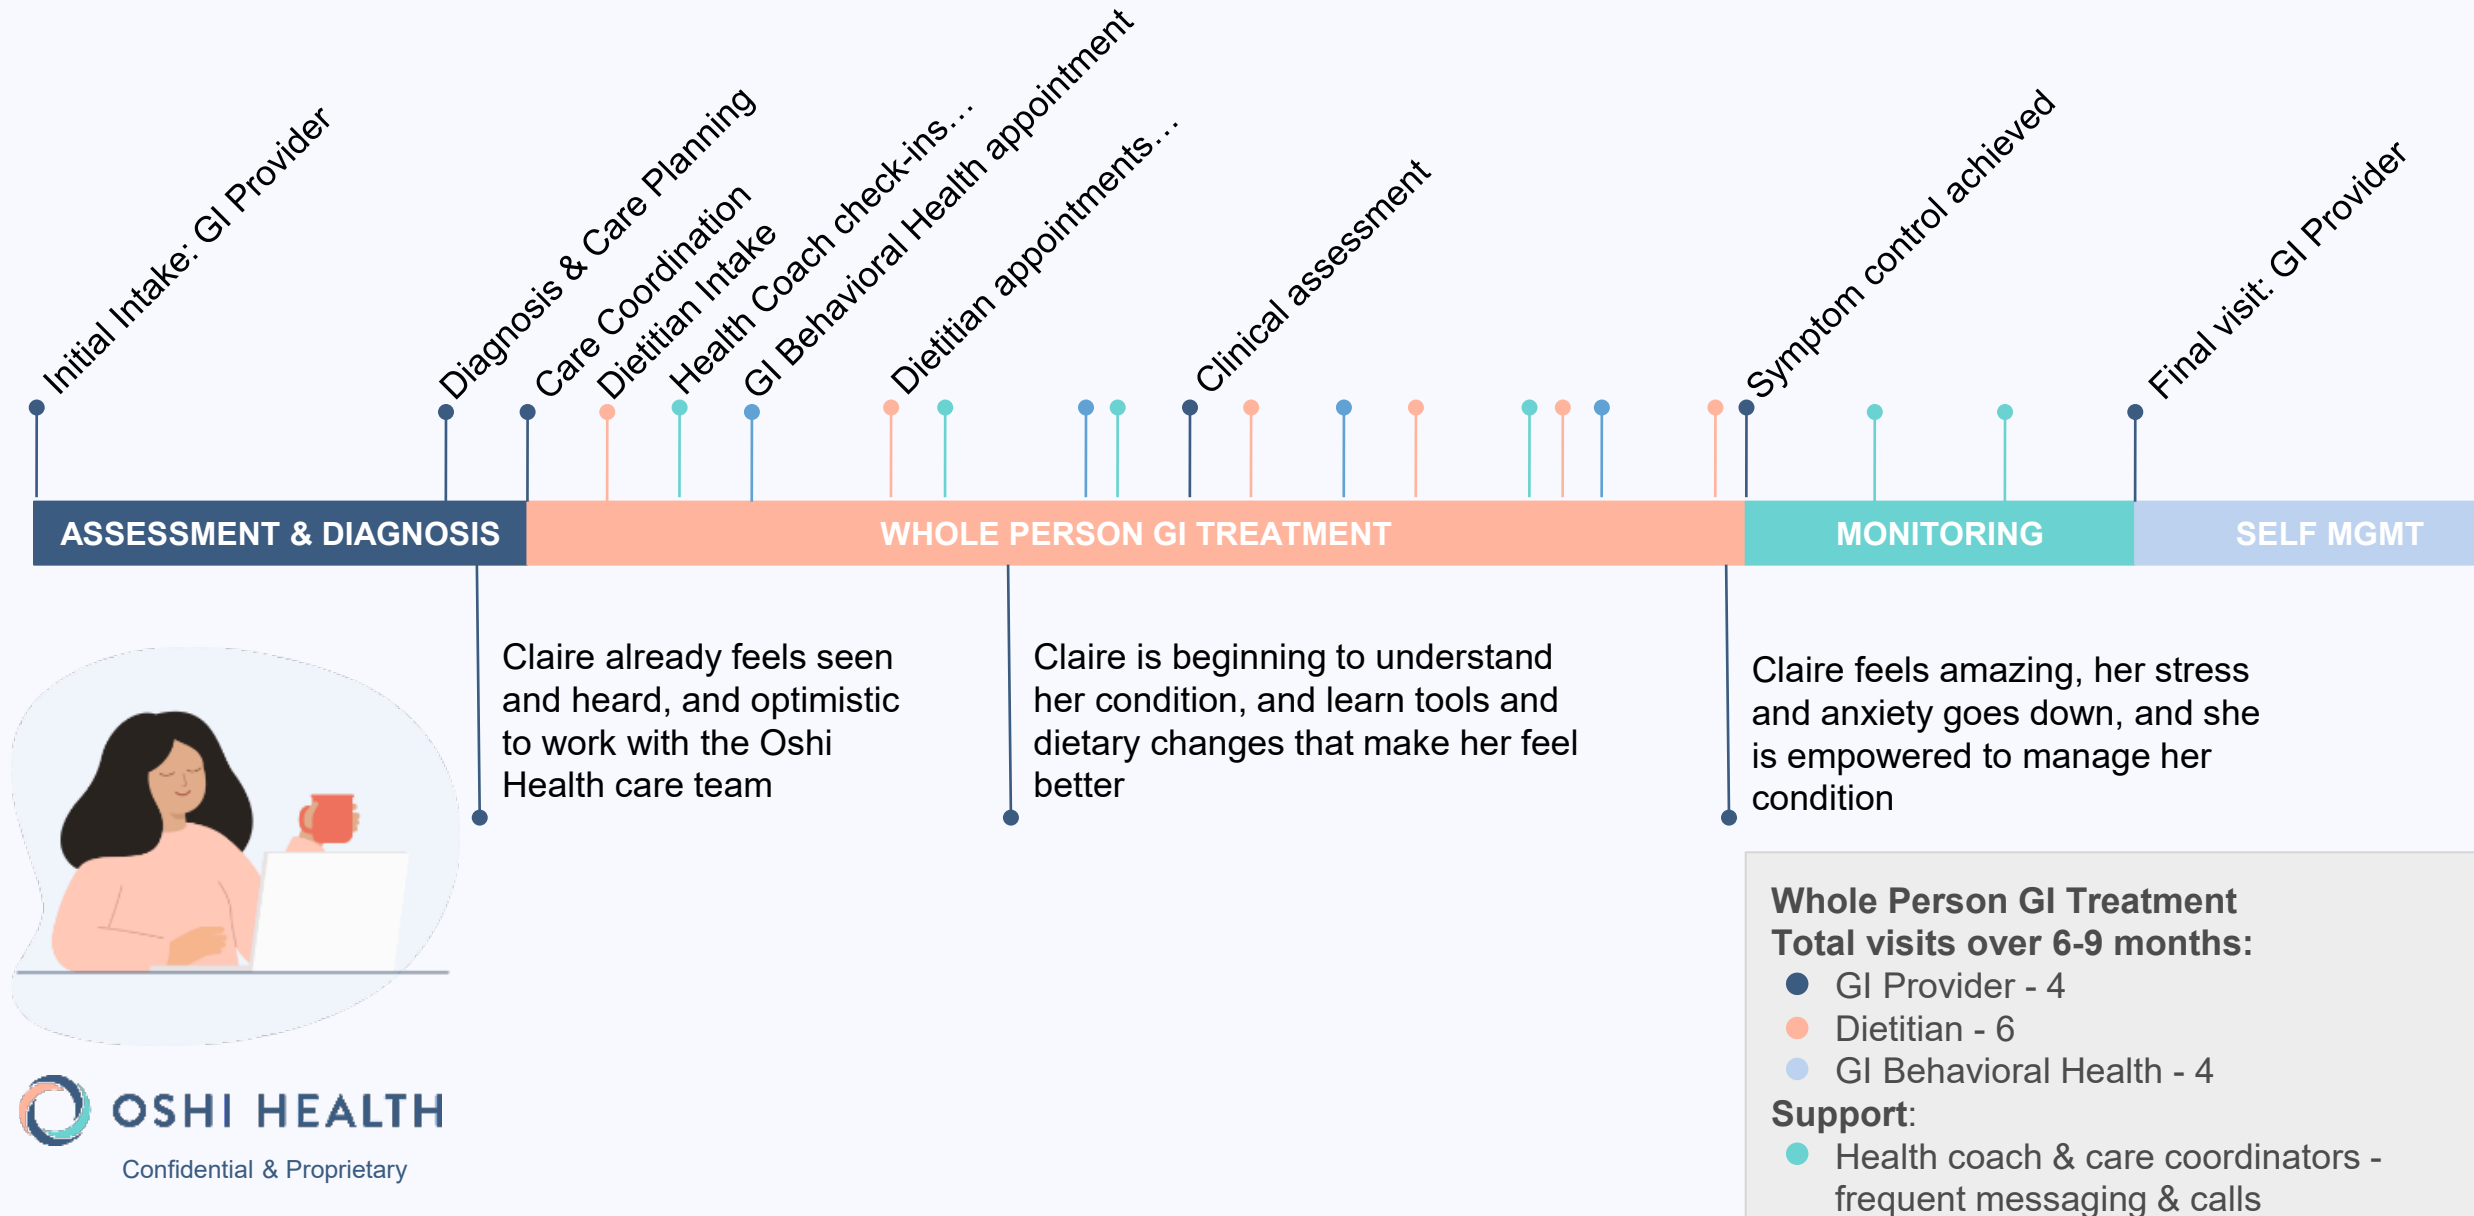 Initial Intake: GI Provider
Diagnosis & Care Planning
Care Coordination
Dietitian Intake
Health Coach check-ins…
GI Behavioral Health appointment
Dietitian appointments…
Clinical assessment
Symptom control achieved
Final visit: GI Provider
ASSESSMENT & DIAGNOSIS
WHOLE PERSON GI TREATMENT
MONITORING
SELF MGMT
Claire already feels seen
and heard, and optimistic
to work with the Oshi
Health care team
Claire is beginning to understand
her condition, and learn tools and
dietary changes that make her feel
better
Claire feels amazing, her stress
and anxiety goes down, and she
is empowered to manage her
condition
Whole Person GI Treatment
Total visits over 6-9 months:
GI Provider - 4
Dietitian - 6
GI Behavioral Health - 4
Support:
Health coach & care coordinators -
frequent messaging & calls
OSHI HEALTH
Confidential & Proprietary